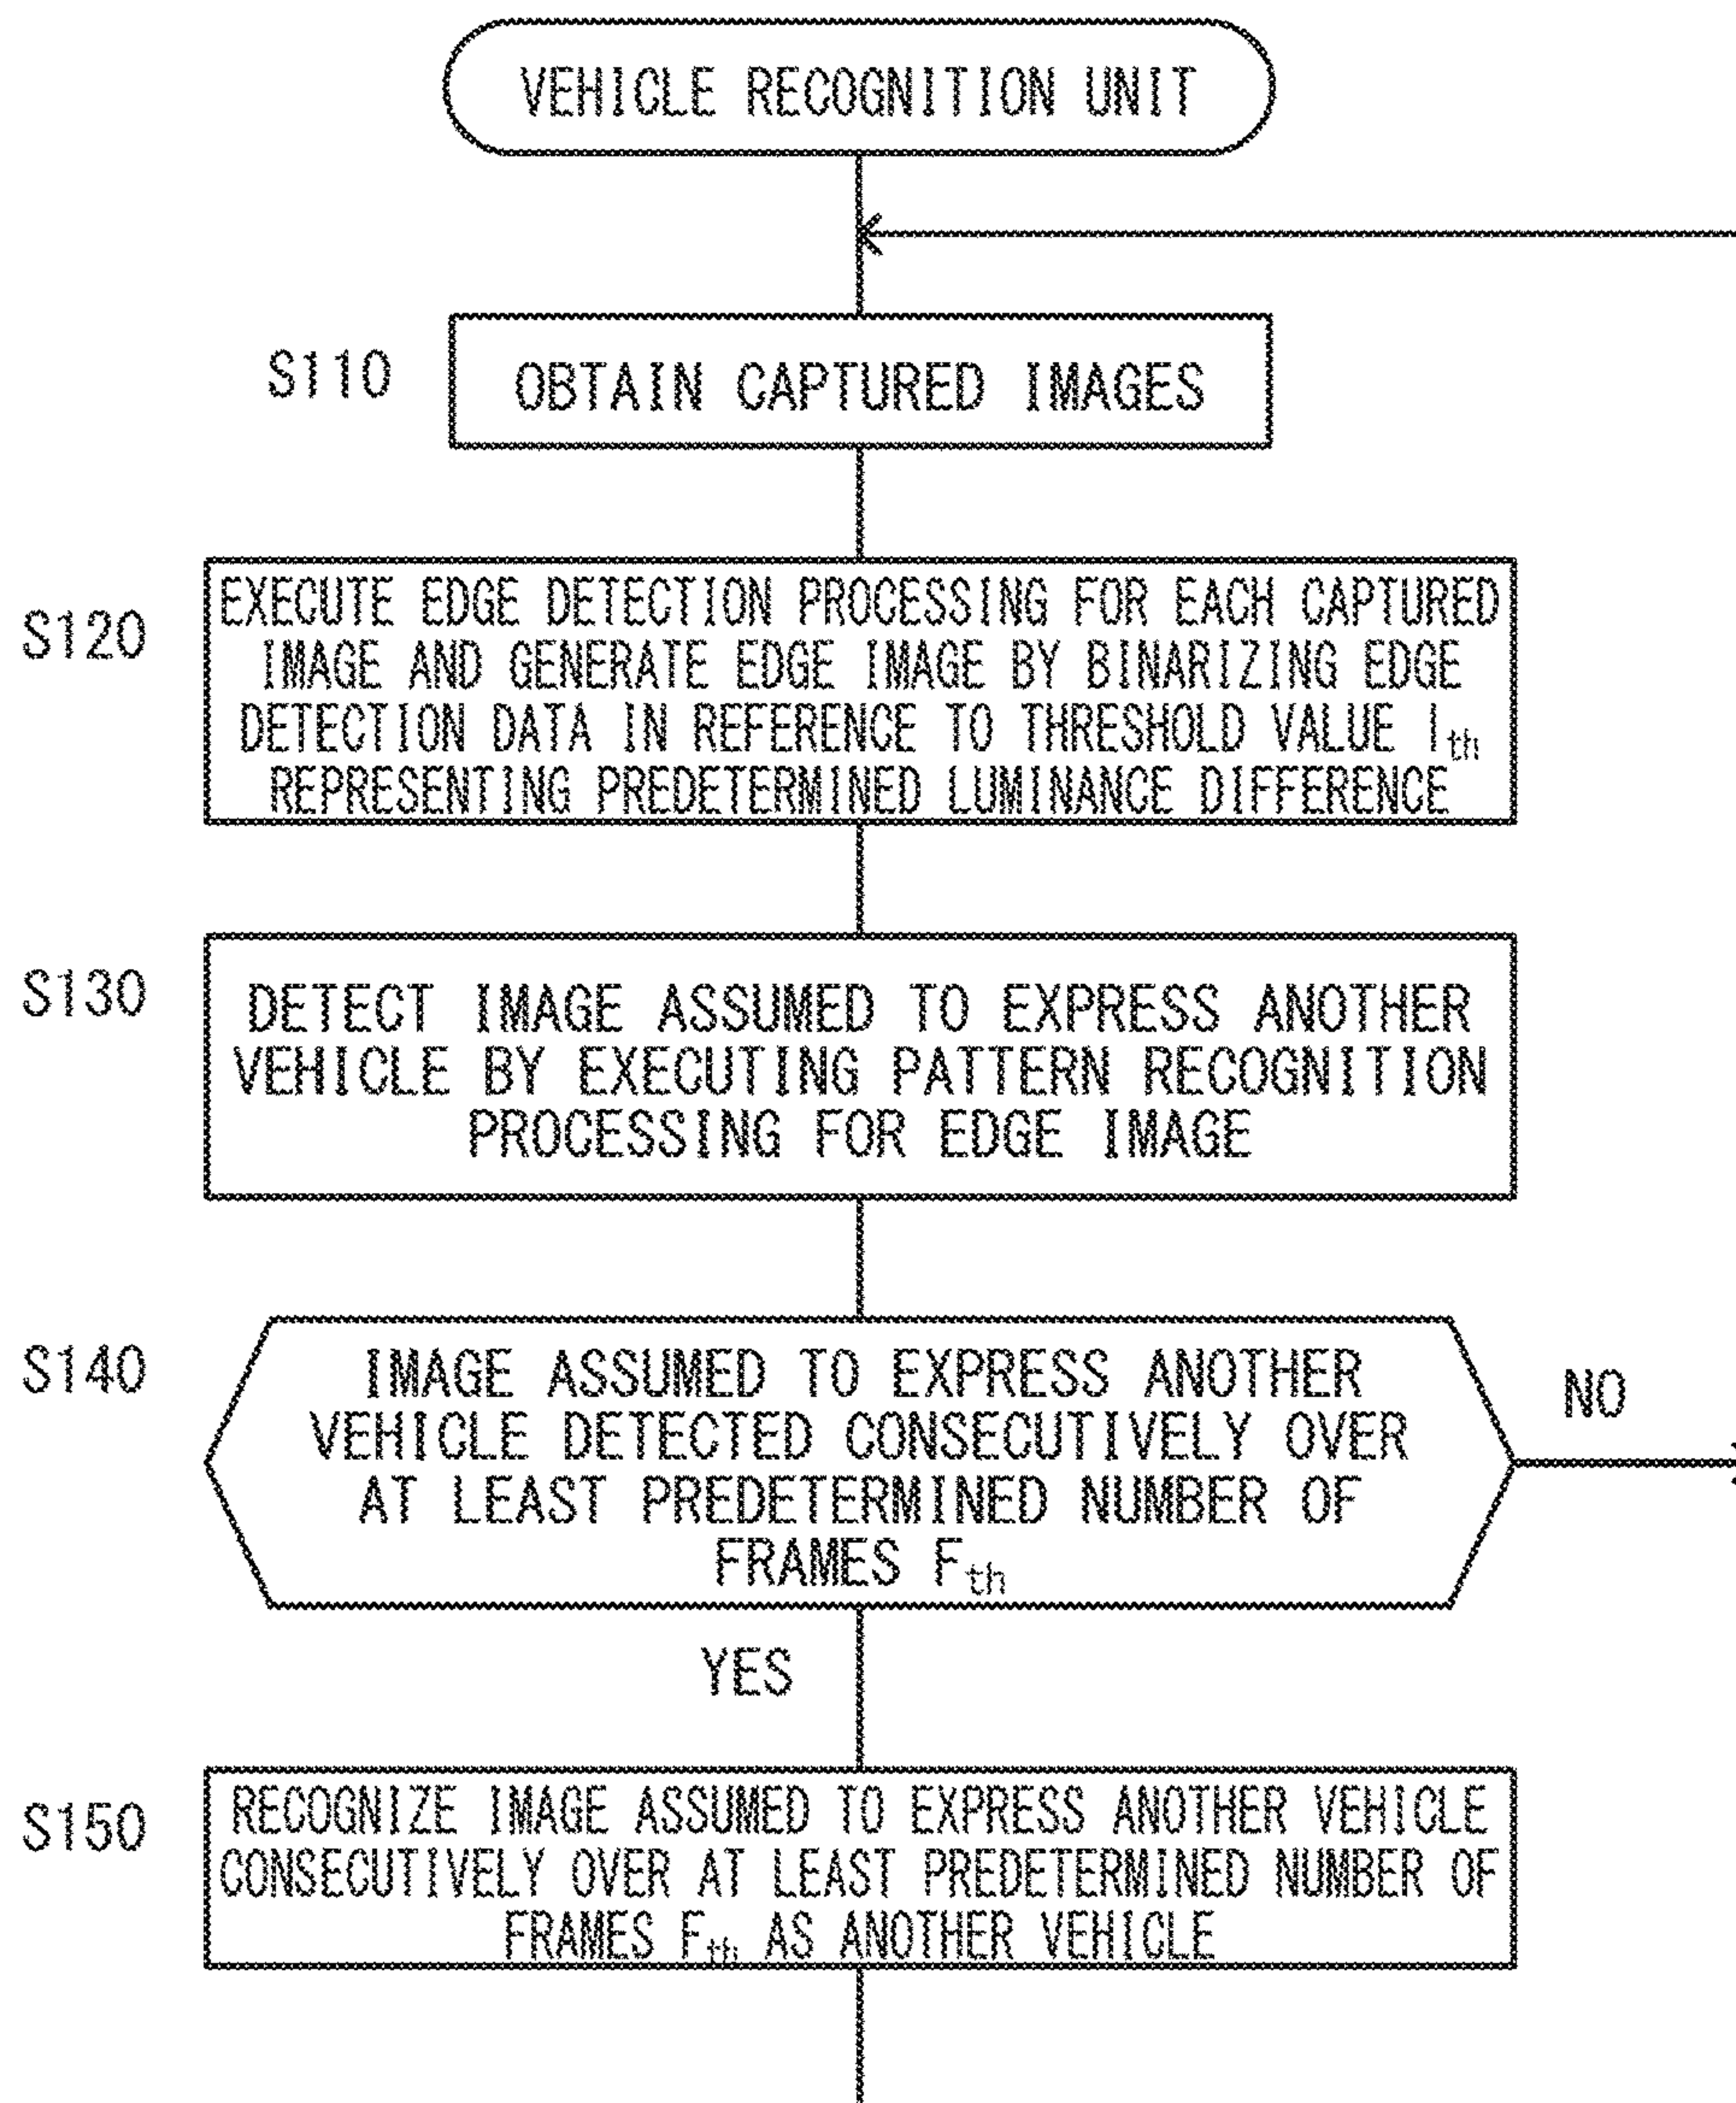 VEHICLE RECOGNITION UNIT
S110
OBTAIN CAPTURED IMAGES
S120
EXECUTE EDGE DETECTION PROCESSING FOR EACH CAPTURED
IMAGE AND GENERATE EDGE IMAGE BY BINARIZING EDGE
DETECTION DATA IN REFERENCE TO THRESHOLD VALUE Ith
REPRESENTING PREDETERMINED LUMINANCE DIFFERENCE
S130
DETECT IMAGE ASSUMED TO EXPRESS ANOTHER
VEHICLE BY EXECUTING PATTERN RECOGNITION
PROCESSING FOR EDGE IMAGE
S140
IMAGE ASSUMED TO EXPRESS ANOTHER
VEHICLE DETECTED CONSECUTIVELY OVER
AT LEAST PREDETERMINED NUMBER OF
FRAMES Fth
NO
YES
S150
RECOGNIZE IMAGE ASSUMED TO EXPRESS ANOTHER VEHICLE
CONSECUTIVELY OVER AT LEAST PREDETERMINED NUMBER OF
FRAMES Fth AS ANOTHER VEHICLE